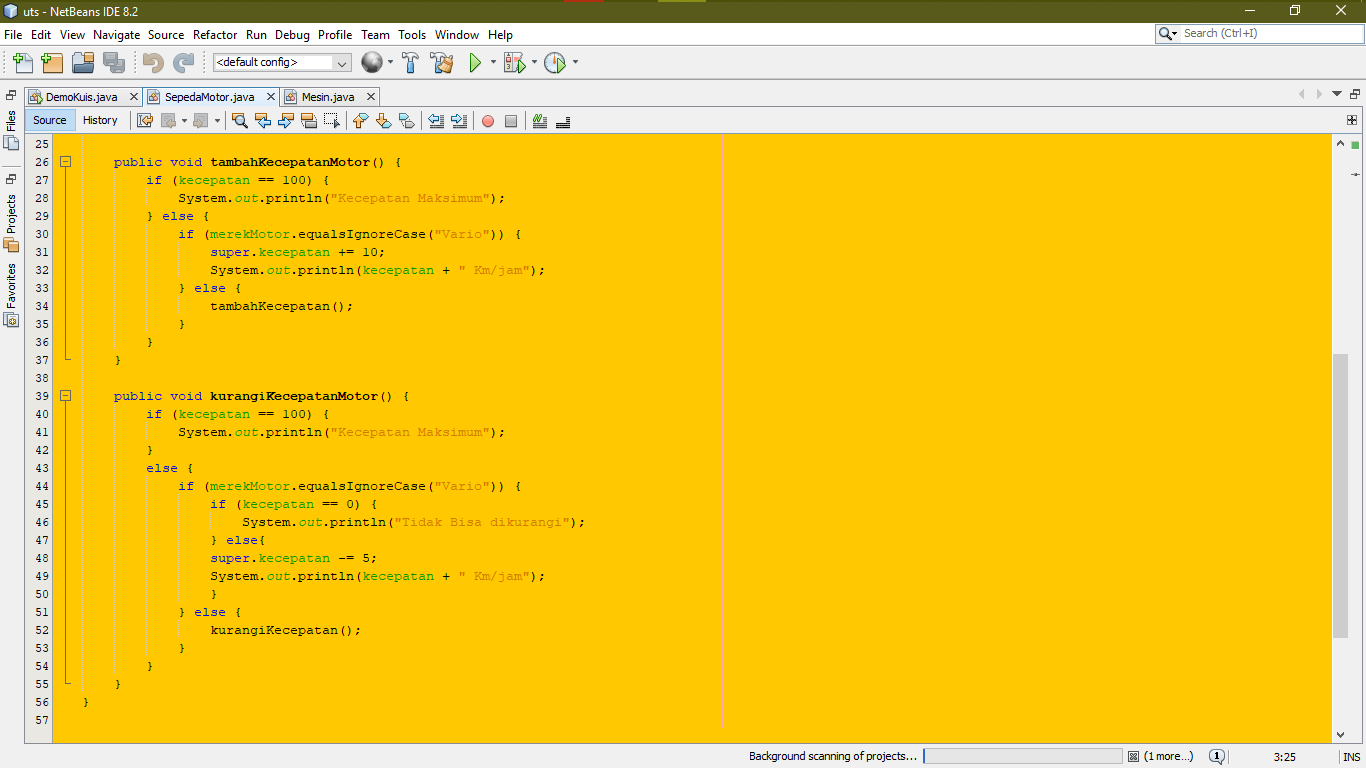 uts - NetBeans IDE 8.2
File Edit View Navigate Source Refactor Run Debug Profile Team Tools Window Help
Search (Ctrl+I)
<default config>
DemoKuis.java SepedaMotor.java Mesin.java
Source History
Files
Projects
Favorites
25
26 public void tambahKecepatanMotor() {
27 if (kecepatan == 100) {
28 System.out.println("Kecepatan Maksimum");
29 } else {
30 if (merekMotor.equalsIgnoreCase("Vario")) {
31 super.kecepatan += 10;
32 System.out.println(kecepatan + " Km/jam");
33 } else {
34 tambahKecepatan();
35 }
36 }
37 }
38
39 public void kurangiKecepatanMotor() {
40 if (kecepatan == 100) {
41 System.out.println("Kecepatan Maksimum");
42 }
43 else {
44 if (merekMotor.equalsIgnoreCase("Vario")) {
45 if (kecepatan == 0) {
46 System.out.println("Tidak Bisa dikurangi");
47 } else{
48 super.kecepatan -= 5;
49 System.out.println(kecepatan + " Km/jam");
50 }
51 } else {
52 kurangiKecepatan();
53 }
54 }
55 }
56 }
57
Background scanning of projects... (1 more...) 1 3:25 INS